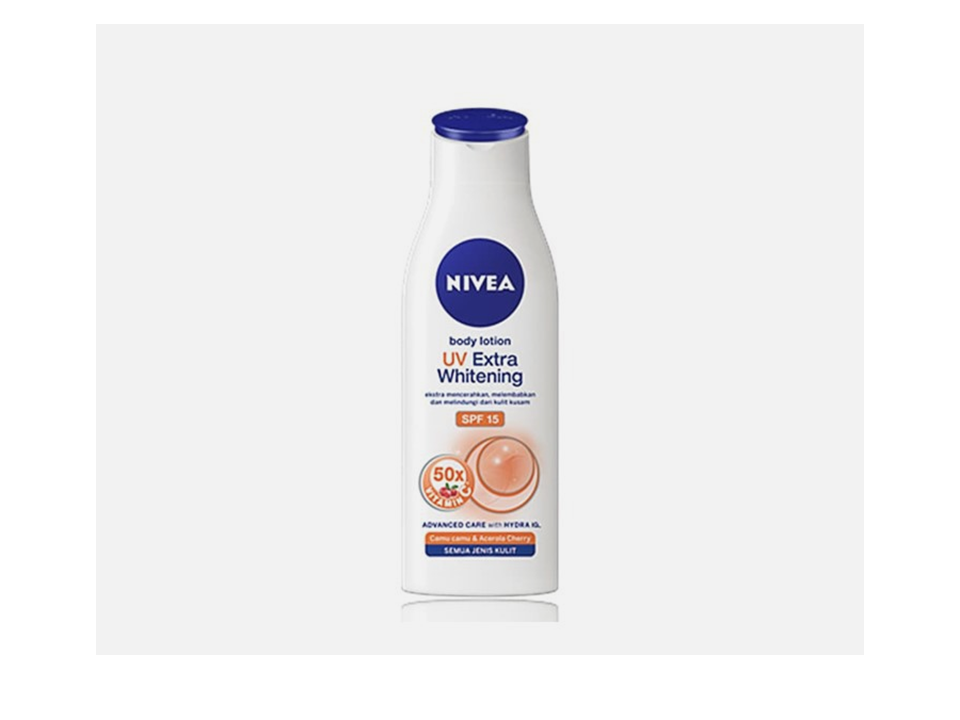 NIVEA
body lotion
UV Extra
Whitening
ekstra mencerahkan, melembabkan
dan melindungi dari kulit kusam
SPF 15
50x
VITAMIN C
ADVANCED CARE with HYDRA IQ
Camu camu & Acerola Cherry
SEMUA JENIS KULIT